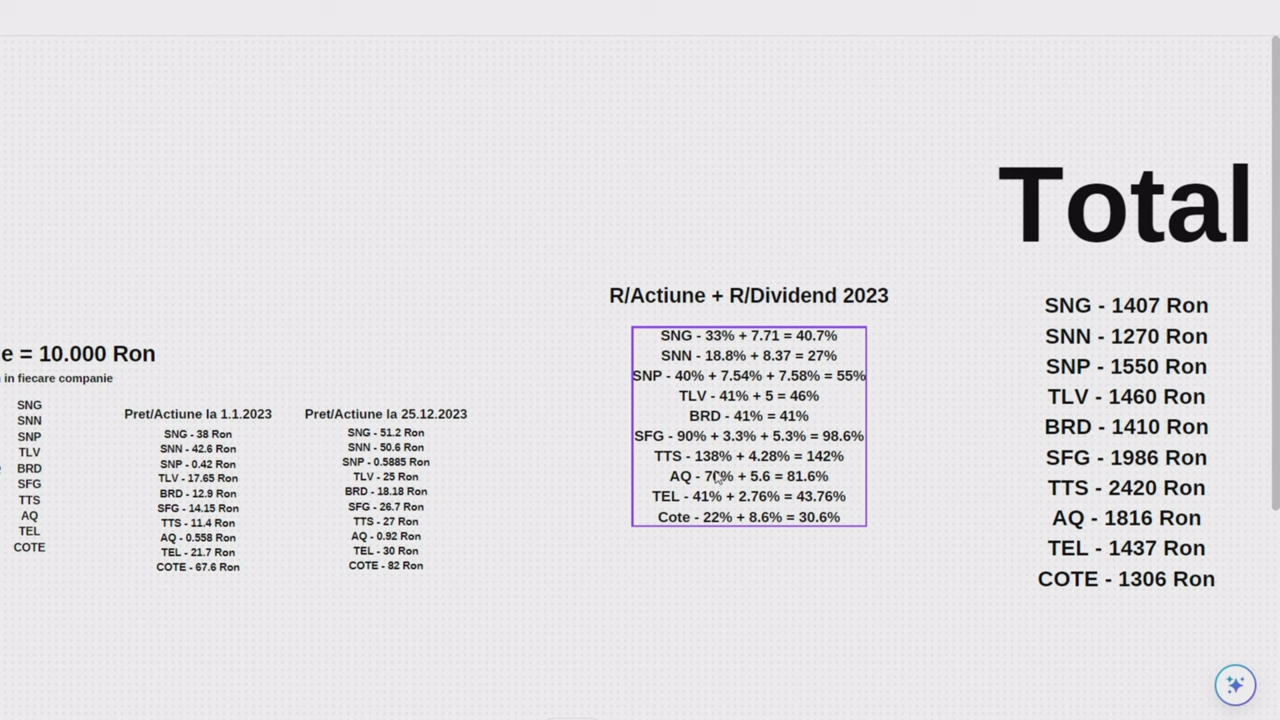 Total
R/Actiune + R/Dividend 2023
SNG - 33% + 7.71 = 40.7%
SNN - 18.8% + 8.37 = 27%
SNP - 40% + 7.54% + 7.58% = 55%
TLV - 41% + 5 = 46%
BRD - 41% = 41%
SFG - 90% + 3.3% + 5.3% = 98.6%
TTS - 138% + 4.28% = 142%
AQ - + 5.6 = 81.6%
TEL - 41% + 2.76% = 43.76%
Cote - 22% + 8.6% = 30.6%
SNG - 1407 Ron
SNN - 1270 Ron
SNP - 1550 Ron
TLV - 1460 Ron
BRD - 1410 Ron
SFG - 1986 Ron
TTS - 2420 Ron
AQ - 1816 Ron
TEL - 1437 Ron
COTE - 1306 Ron
e = 10.000 Ron
in fiecare companie
SNG
SNN
SNP
TLV
BRD
SFG
TTS
AQ
TEL
COTE
Pret/Actiune la 1.1.2023
SNG - 38 Ron
SNN - 42.6 Ron
SNP - 0.42 Ron
TLV - 17.65 Ron
BRD - 12.9 Ron
SFG - 14.15 Ron
TTS - 11.4 Ron
AQ - 0.558 Ron
TEL - 21.7 Ron
COTE - 67.6 Ron
Pret/Actiune la 25.12.2023
SNG - 51.2 Ron
SNN - 50.6 Ron
SNP - 0.5885 Ron
TLV - 25 Ron
BRD - 18.18 Ron
SFG - 26.7 Ron
TTS - 27 Ron
AQ - 0.92 Ron
TEL - 30 Ron
COTE - 82 Ron